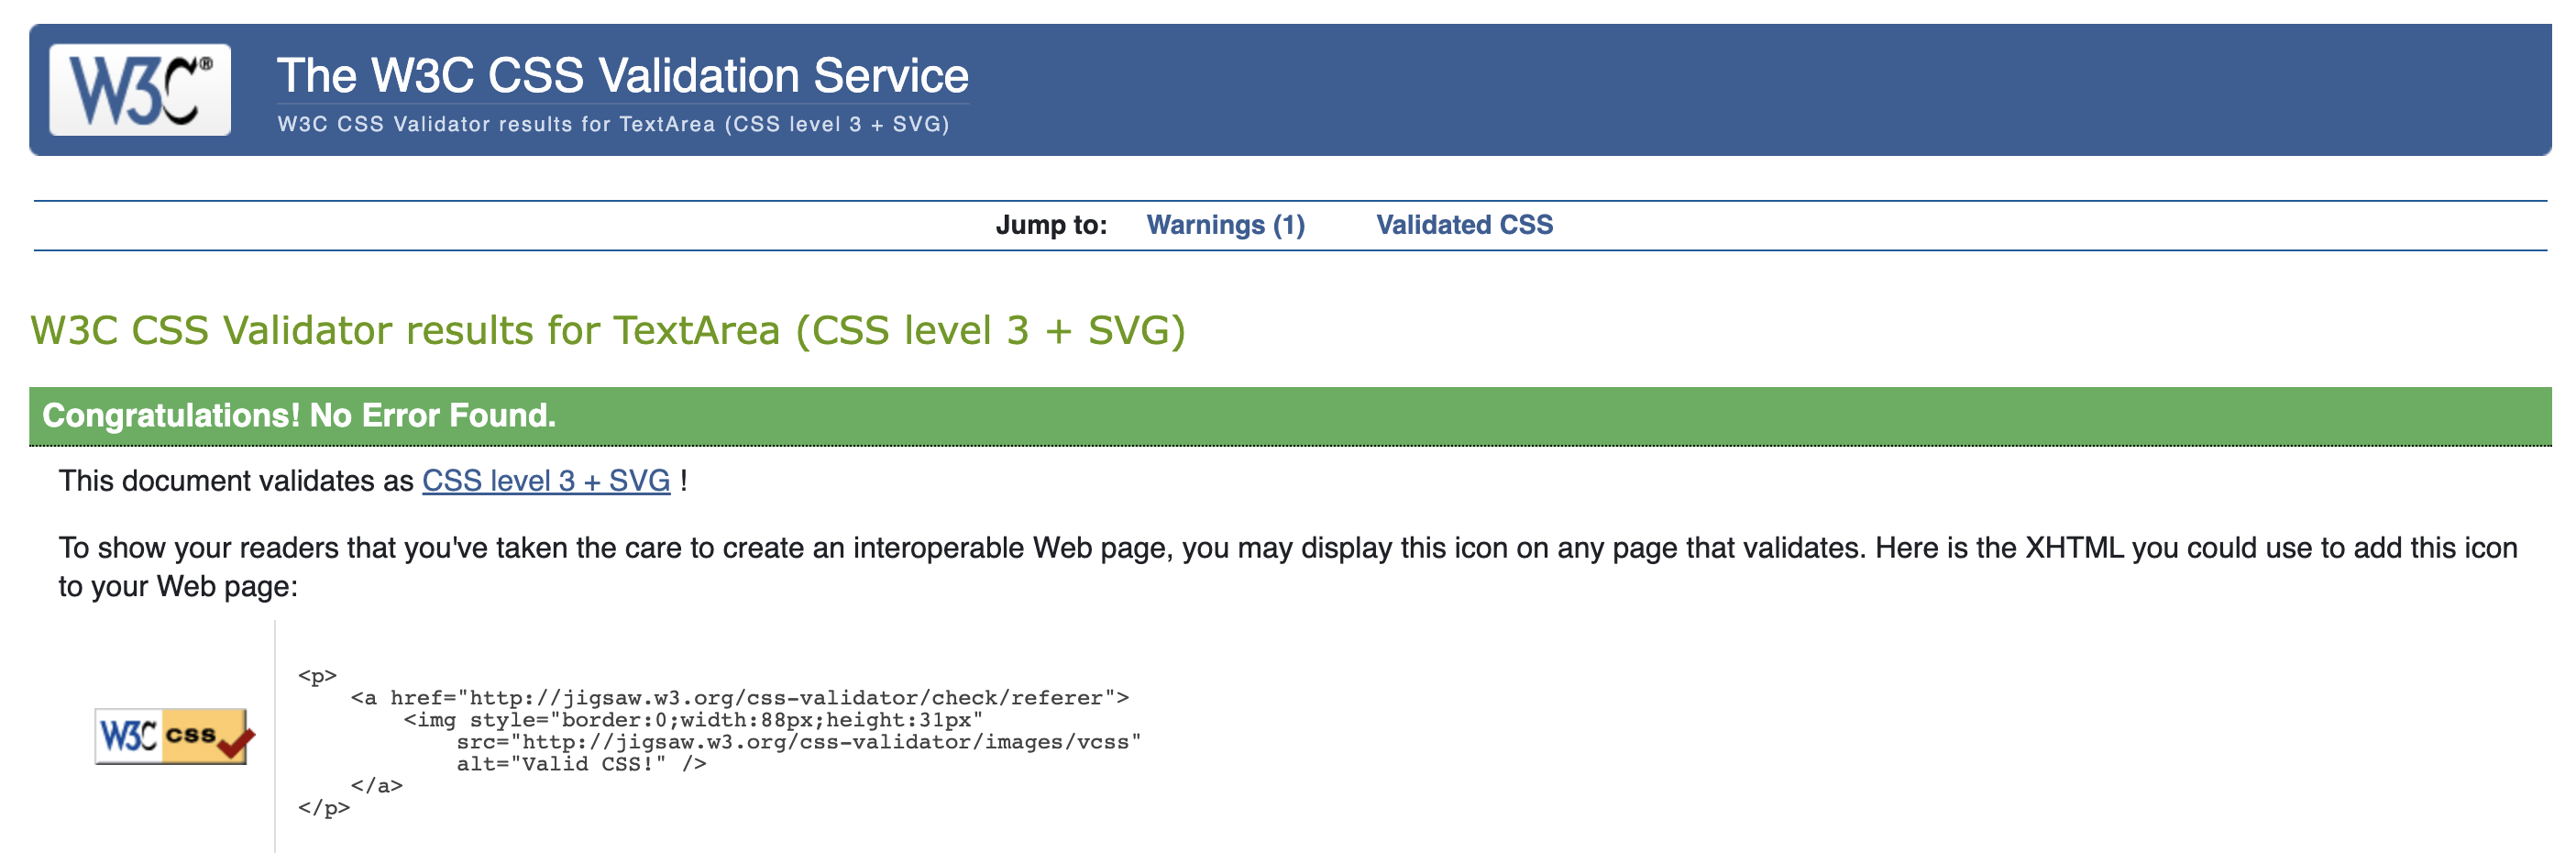 W3C®
The W3C CSS Validation Service
W3C CSS Validator results for TextArea (CSS level 3 + SVG)
Jump to: Warnings (1) Validated CSS
W3C CSS Validator results for TextArea (CSS level 3 + SVG)
Congratulations! No Error Found.
This document validates as CSS level 3 + SVG !
To show your readers that you've taken the care to create an interoperable Web page, you may display this icon on any page that validates. Here is the XHTML you could use to add this icon
to your Web page:
W3C css
<p>
    <a href="http://jigsaw.w3.org/css-validator/check/referer">
        <img style="border:0;width:88px;height:31px"
            src="http://jigsaw.w3.org/css-validator/images/vcss"
            alt="Valid CSS!" />
    </a>
</p>